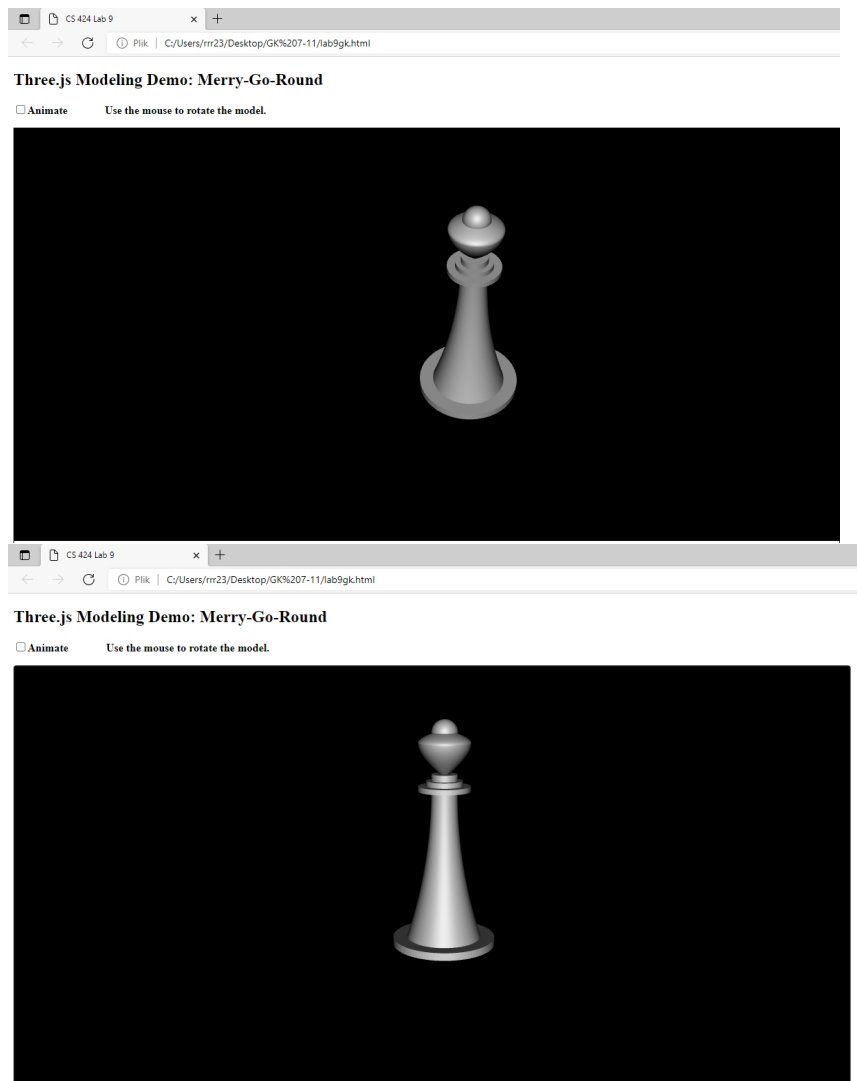 CS 424 Lab 9
Plik C:/Users/rrr23/Desktop/GK%207-11/lab9gk.html
Three.js Modeling Demo: Merry-Go-Round
Animate Use the mouse to rotate the model.
CS 424 Lab 9
Plik C:/Users/rrr23/Desktop/GK%207-11/lab9gk.html
Three.js Modeling Demo: Merry-Go-Round
Animate Use the mouse to rotate the model.